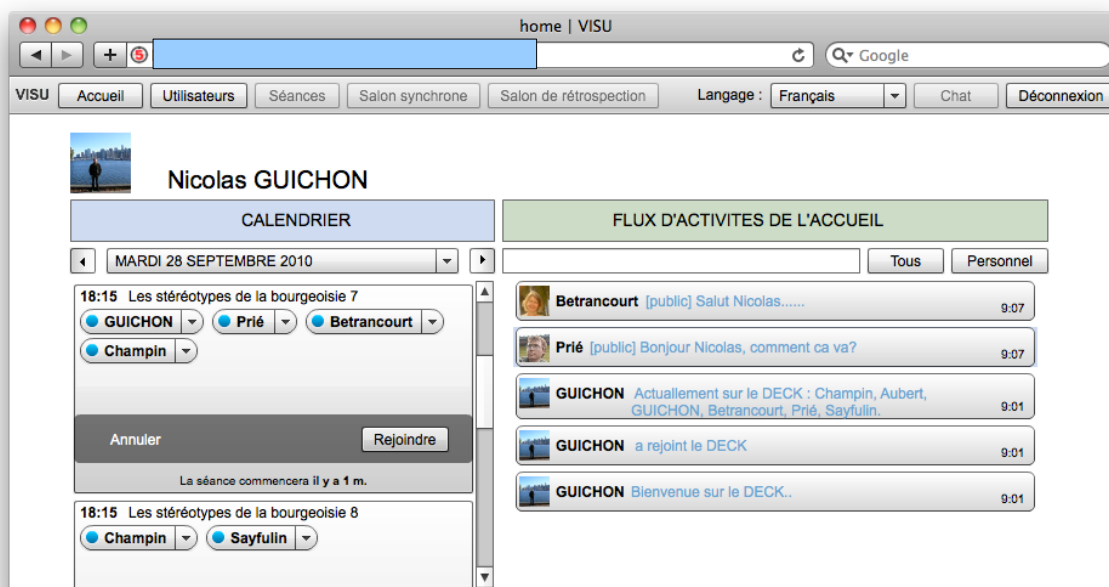 home | VISU
5
Google
VISU Accueil Utilisateurs Séances Salon synchrone Salon de rétrospection Langage : Français Chat Déconnexion
Nicolas GUICHON
CALENDRIER
FLUX D'ACTIVITES DE L'ACCUEIL
MARDI 28 SEPTEMBRE 2010
Tous Personnel
18:15 Les stéréotypes de la bourgeoisie 7
GUICHON Prié Betrancourt
Champin
Annuler Rejoindre
La séance commencera il y a 1 m.
18:15 Les stéréotypes de la bourgeoisie 8
Champin Sayfulin
Betrancourt [public] Salut Nicolas...... 9:07
Prié [public] Bonjour Nicolas, comment ca va? 9:07
GUICHON Actuallement sur le DECK : Champin, Aubert,
GUICHON, Betrancourt, Prié, Sayfulin. 9:01
GUICHON a rejoint le DECK 9:01
GUICHON Bienvenue sur le DECK.. 9:01